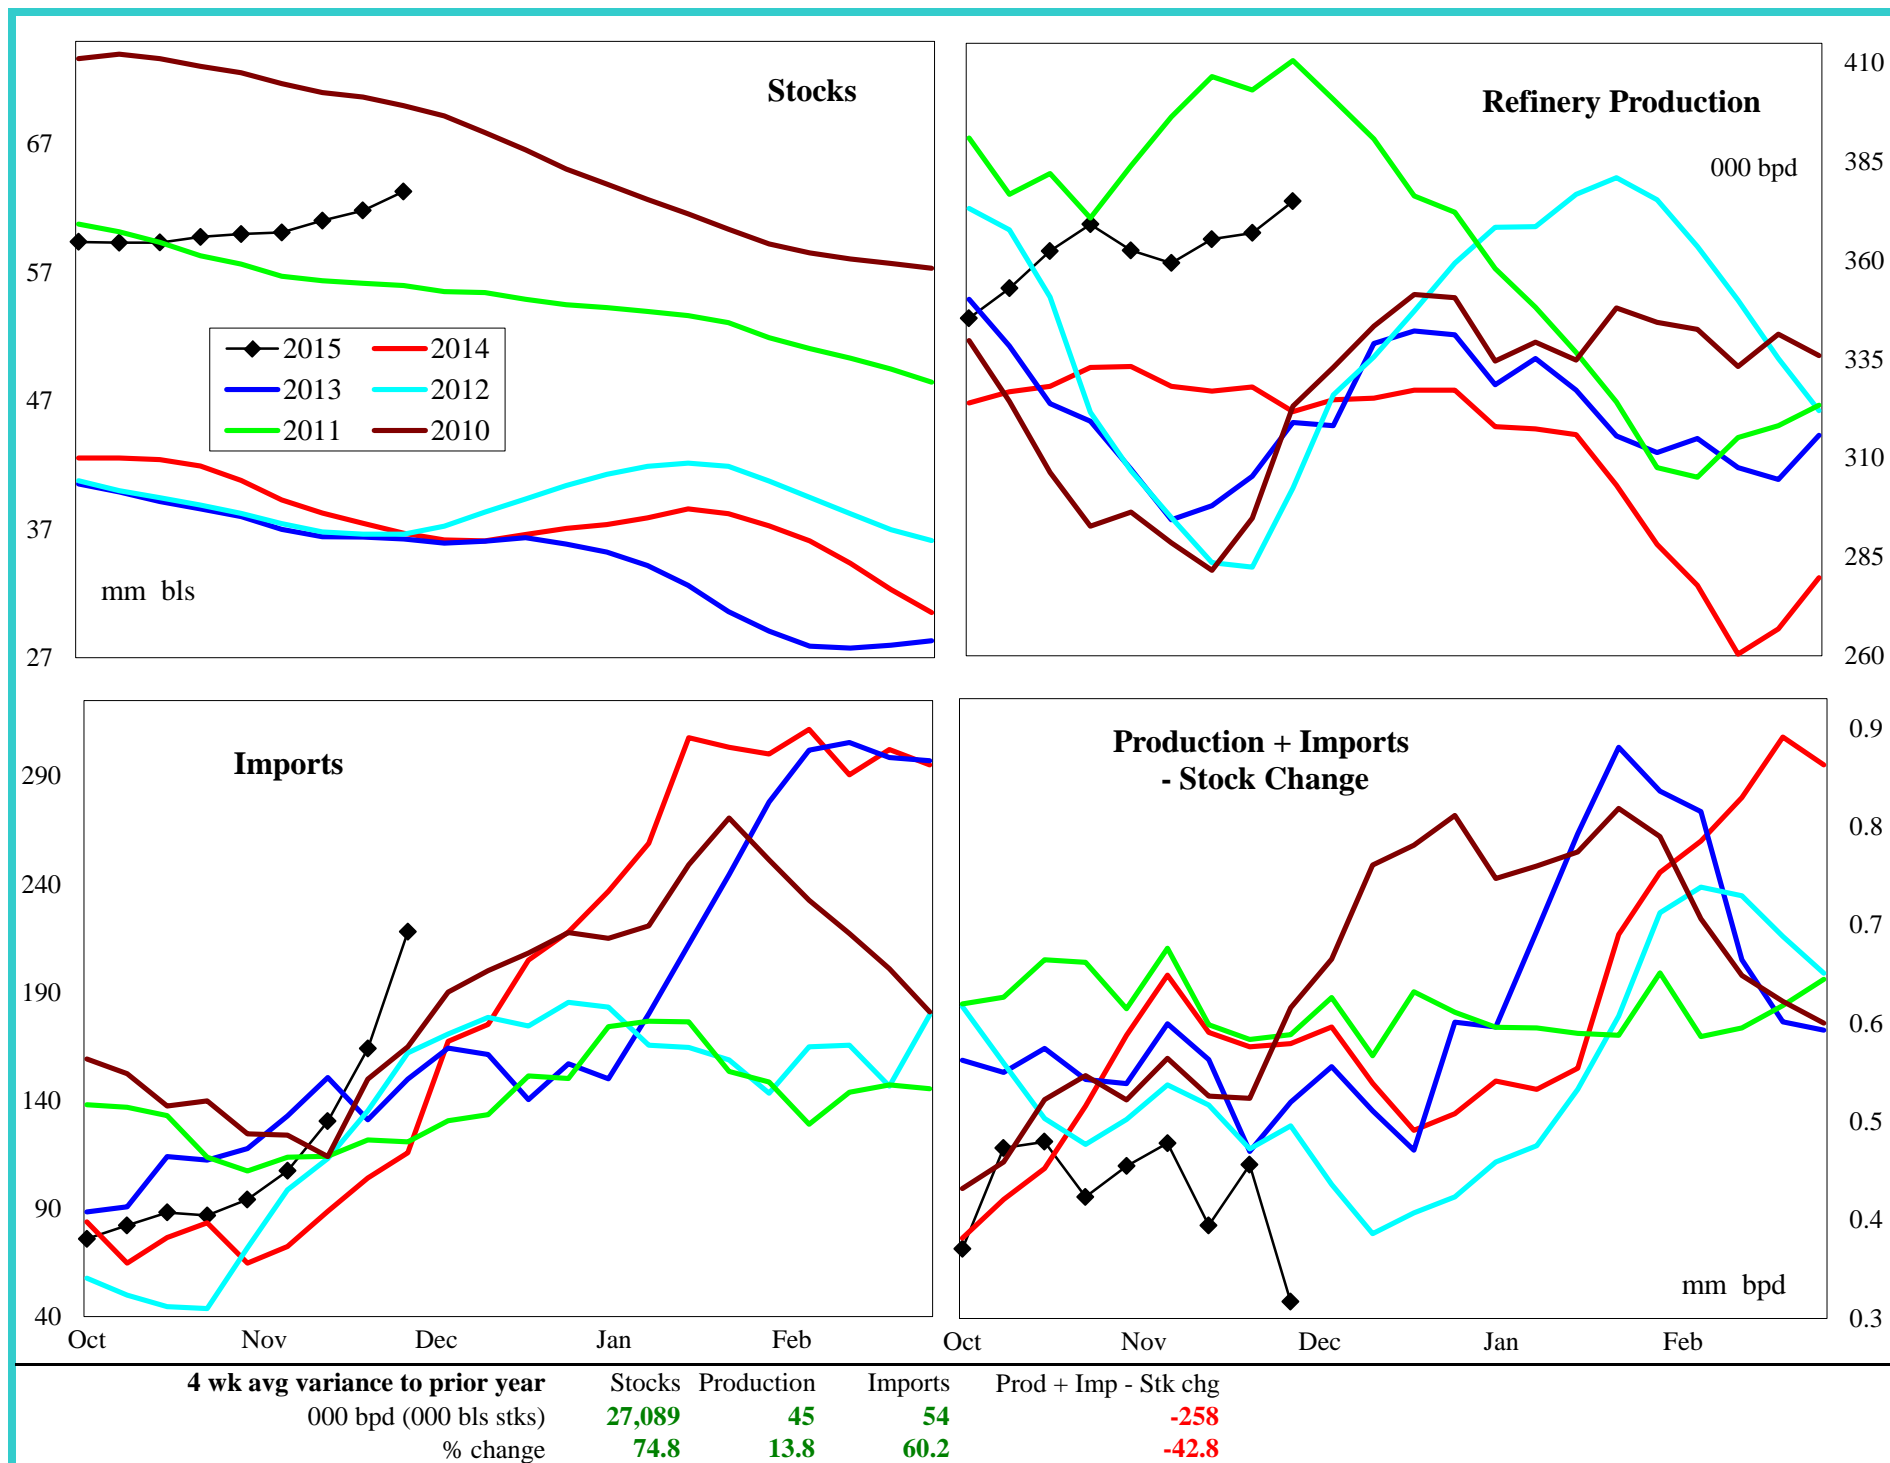 Stocks
67
57
47
37
27
2015 2014
2013 2012
2011 2010
mm bls
Refinery Production
000 bpd
410
385
360
335
310
285
260
Imports
290
240
190
140
90
40
Oct Nov Dec Jan Feb
Production + Imports
- Stock Change
0.9
0.8
0.7
0.6
0.5
0.4
0.3
mm bpd
Oct Nov Dec Jan Feb
4 wk avg variance to prior year Stocks Production Imports Prod + Imp - Stk chg
000 bpd (000 bls stks) 27,089 45 54 -258
% change 74.8 13.8 60.2 -42.8